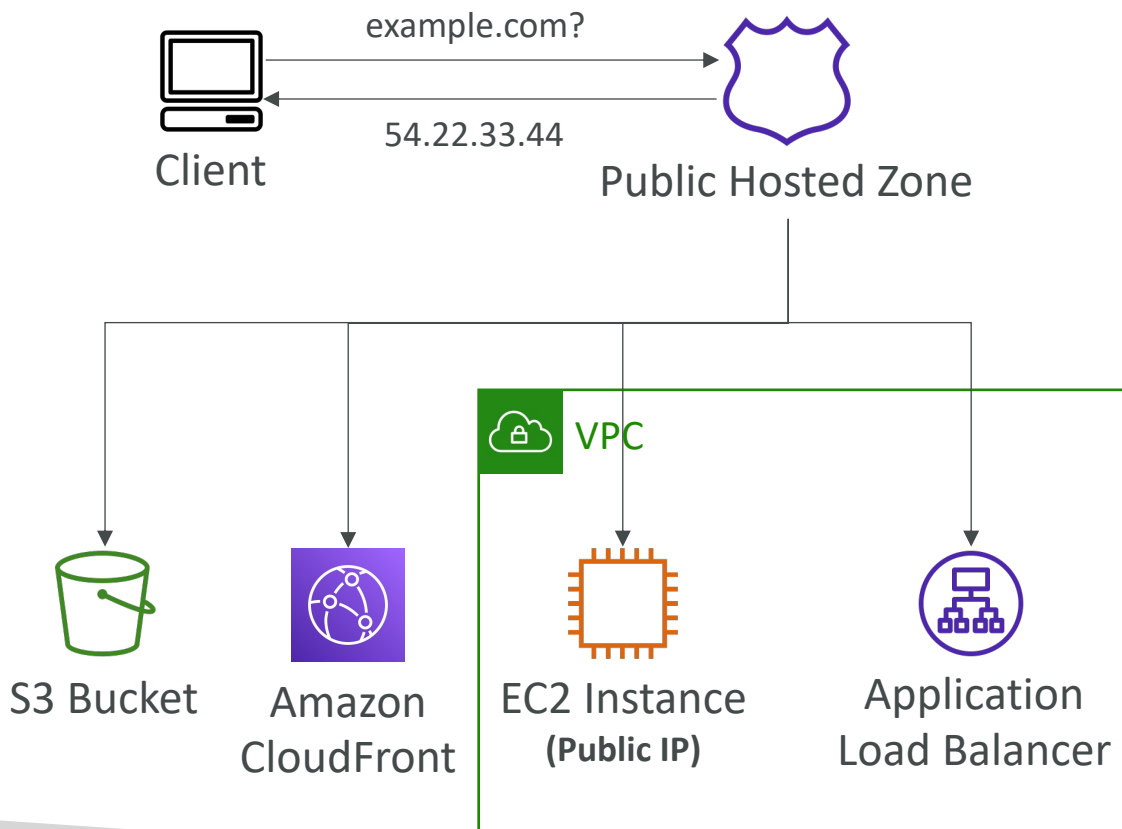 example.com?
54.22.33.44
Client
Public Hosted Zone
VPC
S3 Bucket
Amazon
CloudFront
EC2 Instance
(Public IP)
Application
Load Balancer